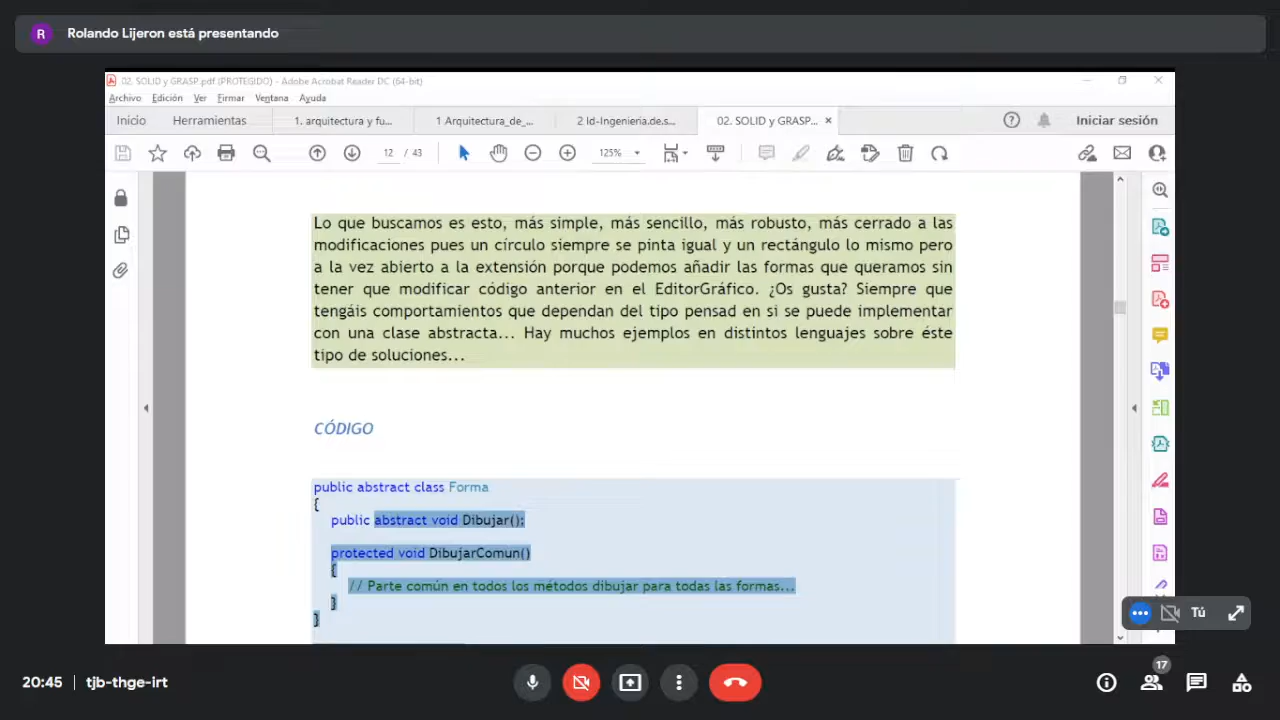 R Rolando Lijeron está presentando
02. SOLID y GRASP.pdf (PROTEGIDO) - Adobe Acrobat Reader DC (64-bit)
Archivo Edición Ver Firmar Ventana Ayuda
Inicio Herramientas 1. arquitectura y fu... 1 Arquitectura_de_... 2 Id-Ingenieria.de.s... 02. SOLID y GRASP... × Iniciar sesión
12 / 43 125%
Lo que buscamos es esto, más simple, más sencillo, más robusto, más cerrado a las
modificaciones pues un círculo siempre se pinta igual y un rectángulo lo mismo pero
a la vez abierto a la extensión porque podemos añadir las formas que queramos sin
tener que modificar código anterior en el EditorGráfico. ¿Os gusta? Siempre que
tengáis comportamientos que dependan del tipo pensad en si se puede implementar
con una clase abstracta... Hay muchos ejemplos en distintos lenguajes sobre éste
tipo de soluciones...
CÓDIGO
public abstract class Forma
{
public abstract void Dibujar();
protected void DibujarComun()
{
// Parte común en todos los métodos dibujar para todas las formas...
}
}
Tú
20:45 | tjb-thge-irt
17